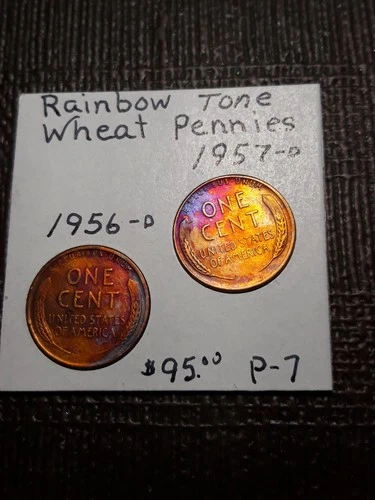 Rainbow Tone
Wheat Pennies
1957-D
1956-D
ONE
CENT
UNITED STATES
OF AMERICA
ONE
CENT
UNITED STATES
OF AMERICA
$95.00 P-7